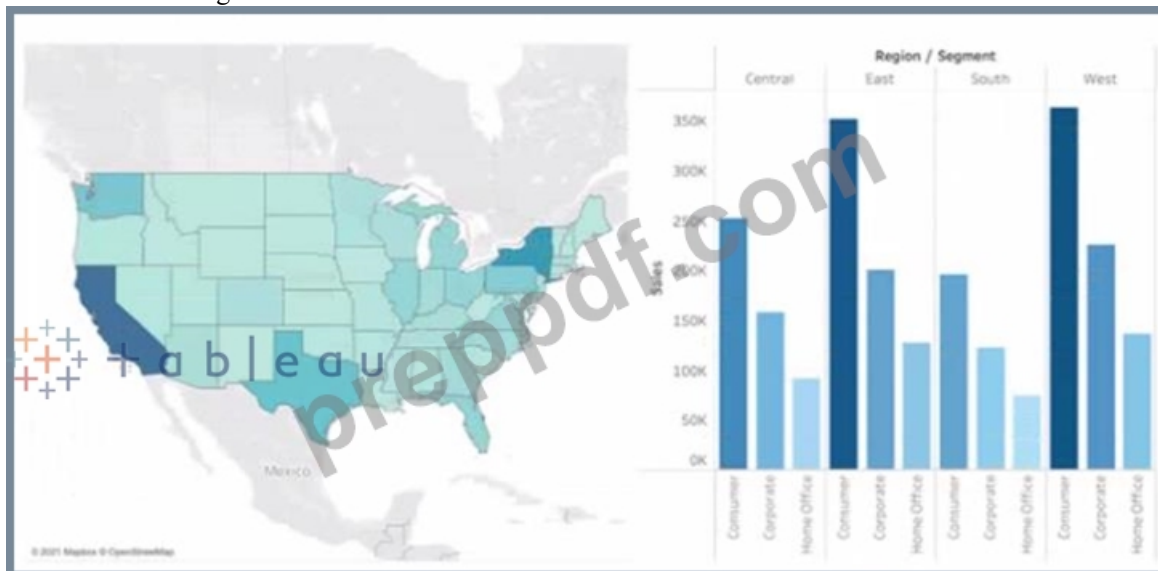 Region / Segment
Central East South West
350K
300K
250K
200K
150K
100K
50K
0K
Sales
Consumer
Corporate
Home Office
Consumer
Corporate
Home Office
Consumer
Corporate
Home Office
Consumer
Corporate
Home Office
Mexico
© 2021 Mapbox © OpenStreetMap
+ableau
preppdf.com